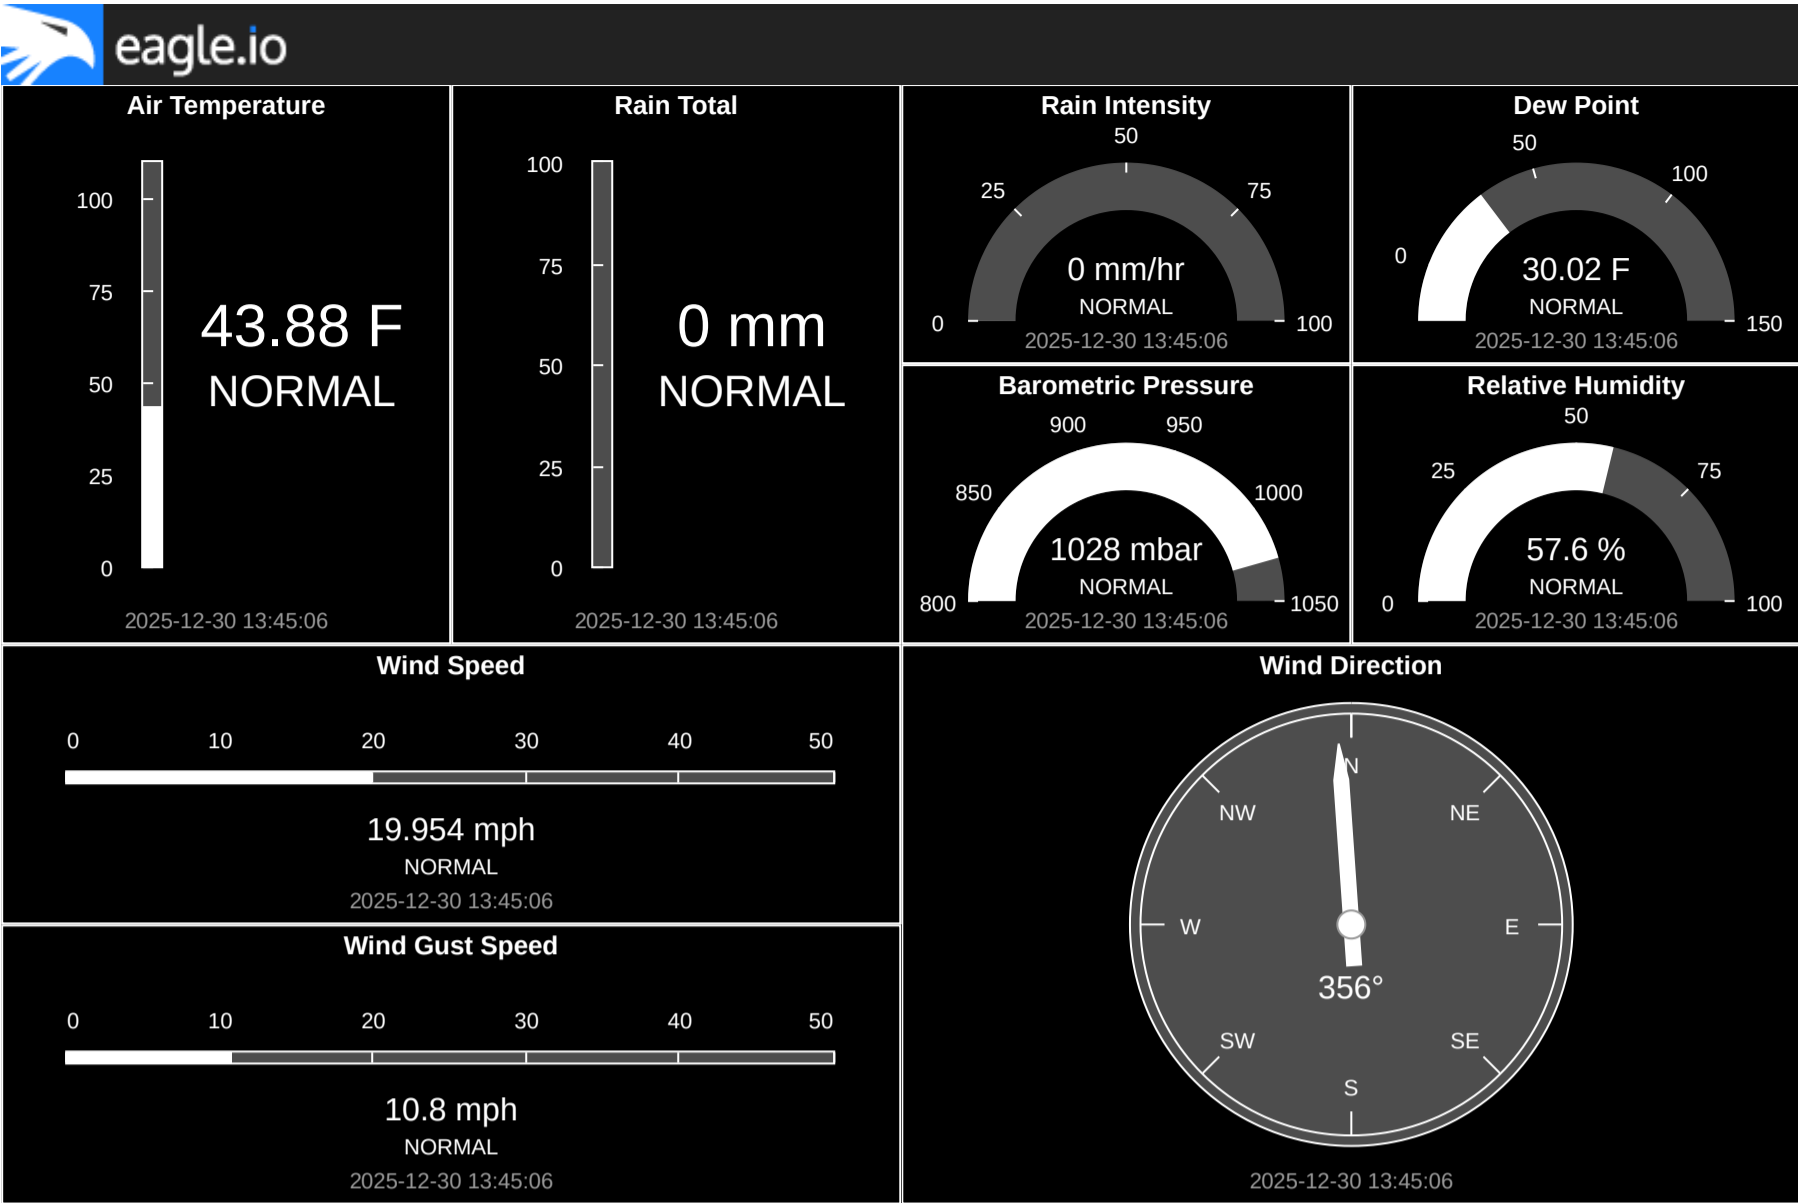 eagle.io
Air Temperature
100
75
50
25
0
43.88 F
NORMAL
2025-12-30 13:45:06
Rain Total
100
75
50
25
0
0 mm
NORMAL
2025-12-30 13:45:06
Rain Intensity
0
25
50
75
100
0 mm/hr
NORMAL
2025-12-30 13:45:06
Dew Point
0
50
100
150
30.02 F
NORMAL
2025-12-30 13:45:06
Barometric Pressure
800
850
900
950
1000
1050
1028 mbar
NORMAL
2025-12-30 13:45:06
Relative Humidity
0
25
50
75
100
57.6 %
NORMAL
2025-12-30 13:45:06
Wind Speed
0 10 20 30 40 50
19.954 mph
NORMAL
2025-12-30 13:45:06
Wind Gust Speed
0 10 20 30 40 50
10.8 mph
NORMAL
2025-12-30 13:45:06
Wind Direction
N
NW NE
W E
356°
SW SE
S
2025-12-30 13:45:06